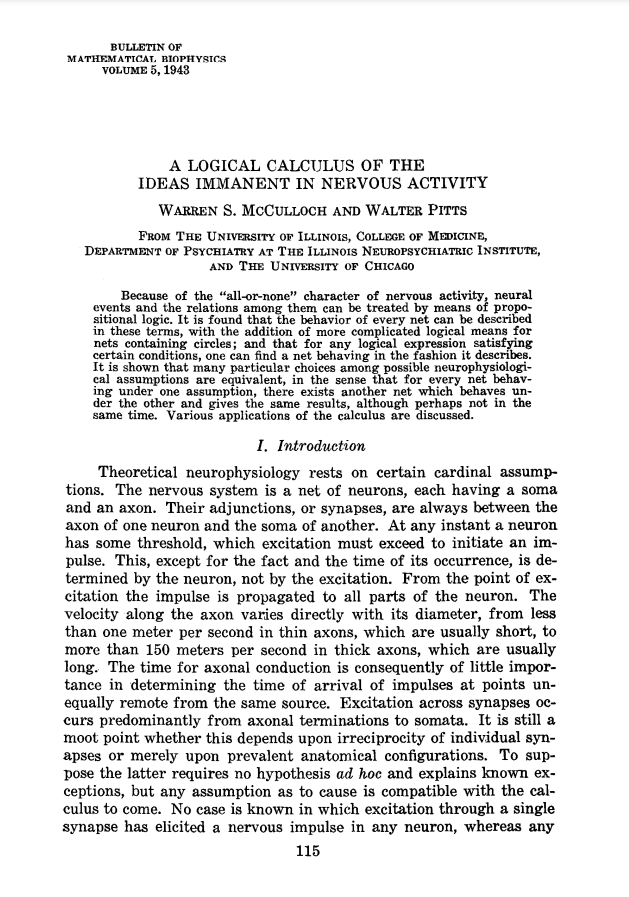 BULLETIN OF
MATHEMATICAL BIOPHYSICS
VOLUME 5, 1943
A LOGICAL CALCULUS OF THE
IDEAS IMMANENT IN NERVOUS ACTIVITY
WARREN S. MCCULLOCH AND WALTER PITTS
FROM THE UNIVERSITY OF ILLINOIS, COLLEGE OF MEDICINE,
DEPARTMENT OF PSYCHIATRY AT THE ILLINOIS NEUROPSYCHIATRIC INSTITUTE,
AND THE UNIVERSITY OF CHICAGO
Because of the “all-or-none” character of nervous activity, neural
events and the relations among them can be treated by means of propo-
sitional logic. It is found that the behavior of every net can be described
in these terms, with the addition of more complicated logical means for
nets containing circles; and that for any logical expression satisfying
certain conditions, one can find a net behaving in the fashion it describes.
It is shown that many particular choices among possible neurophysiologi-
cal assumptions are equivalent, in the sense that for every net behav-
ing under one assumption, there exists another net which behaves un-
der the other and gives the same results, although perhaps not in the
same time. Various applications of the calculus are discussed.
I. Introduction
Theoretical neurophysiology rests on certain cardinal assump-
tions. The nervous system is a net of neurons, each having a soma
and an axon. Their adjunctions, or synapses, are always between the
axon of one neuron and the soma of another. At any instant a neuron
has some threshold, which excitation must exceed to initiate an im-
pulse. This, except for the fact and the time of its occurrence, is de-
termined by the neuron, not by the excitation. From the point of ex-
citation the impulse is propagated to all parts of the neuron. The
velocity along the axon varies directly with its diameter, from less
than one meter per second in thin axons, which are usually short, to
more than 150 meters per second in thick axons, which are usually
long. The time for axonal conduction is consequently of little impor-
tance in determining the time of arrival of impulses at points un-
equally remote from the same source. Excitation across synapses oc-
curs predominantly from axonal terminations to somata. It is still a
moot point whether this depends upon irreciprocity of individual syn-
apses or merely upon prevalent anatomical configurations. To sup-
pose the latter requires no hypothesis ad hoc and explains known ex-
ceptions, but any assumption as to cause is compatible with the cal-
culus to come. No case is known in which excitation through a single
synapse has elicited a nervous impulse in any neuron, whereas any
115